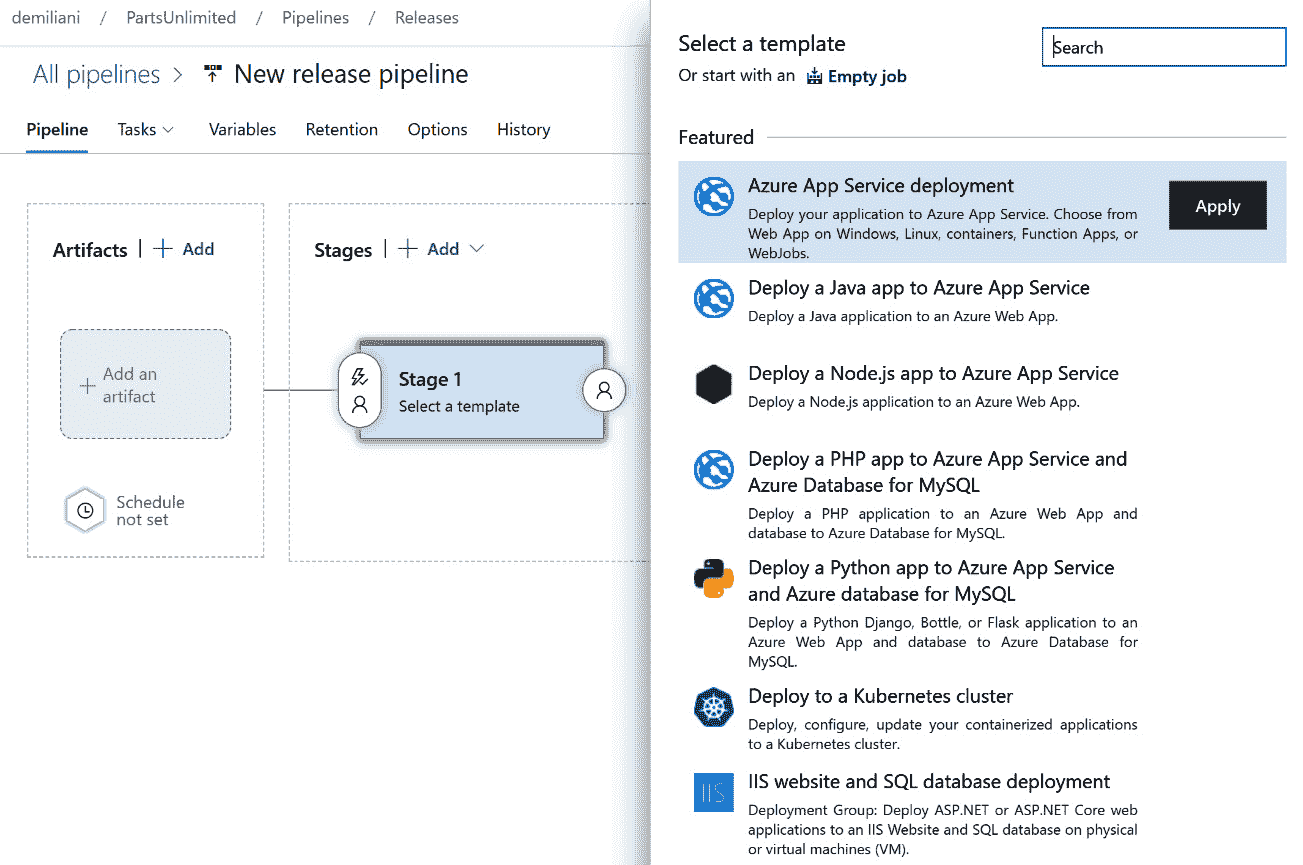 demiliani / PartsUnlimited / Pipelines / Releases
All pipelines > New release pipeline
Pipeline Tasks Variables Retention Options History
Artifacts | + Add
Stages | + Add
+ Add an
artifact
Schedule
not set
Stage 1
Select a template
Select a template
Search
Or start with an Empty job
Featured
Azure App Service deployment
Deploy your application to Azure App Service. Choose from
Web App on Windows, Linux, containers, Function Apps, or
WebJobs.
Apply
Deploy a Java app to Azure App Service
Deploy a Java application to an Azure Web App.
Deploy a Node.js app to Azure App Service
Deploy a Node.js application to an Azure Web App.
Deploy a PHP app to Azure App Service and
Azure Database for MySQL
Deploy a PHP application to an Azure Web App and
database to Azure Database for MySQL.
Deploy a Python app to Azure App Service
and Azure database for MySQL
Deploy a Python Django, Bottle, or Flask application to an
Azure Web App and database to Azure Database for
MySQL.
Deploy to a Kubernetes cluster
Deploy, configure, update your containerized applications
to a Kubernetes cluster.
IIS
IIS website and SQL database deployment
Deployment Group: Deploy ASP.NET or ASP.NET Core web
applications to an IIS Website and SQL database on physical
or virtual machines (VM).